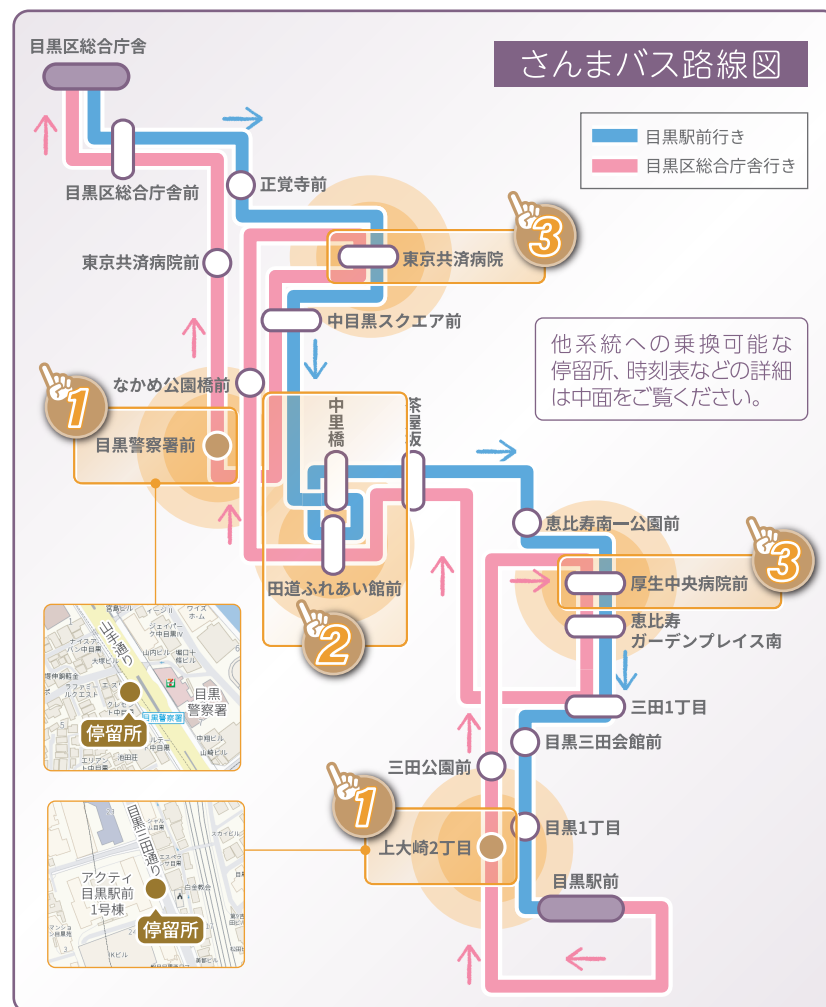 目黒区総合庁舎
さんまバス路線図
目黒駅前行き
目黒区総合庁舎行き
目黒区総合庁舎前
正覚寺前
3
東京共済病院前
東京共済病院
中目黒スクエア前
他系統への乗換可能な
停留所、時刻表などの詳細
は中面をご覧ください。
なかめ公園橋前
1
中里橋
茶屋坂
目黒警察署前
恵比寿南一公園前
3
厚生中央病院前
田道ふれあい館前
恵比寿
ガーデンプレイス南
2
山手通り
目黒
警察署
目黒警察署
停留所
三田1丁目
目黒三田会館前
三田公園前
1
目黒1丁目
上大崎2丁目
目黒駅前
目黒三田通り
アクティ
目黒駅前
1号棟
白金教会
停留所